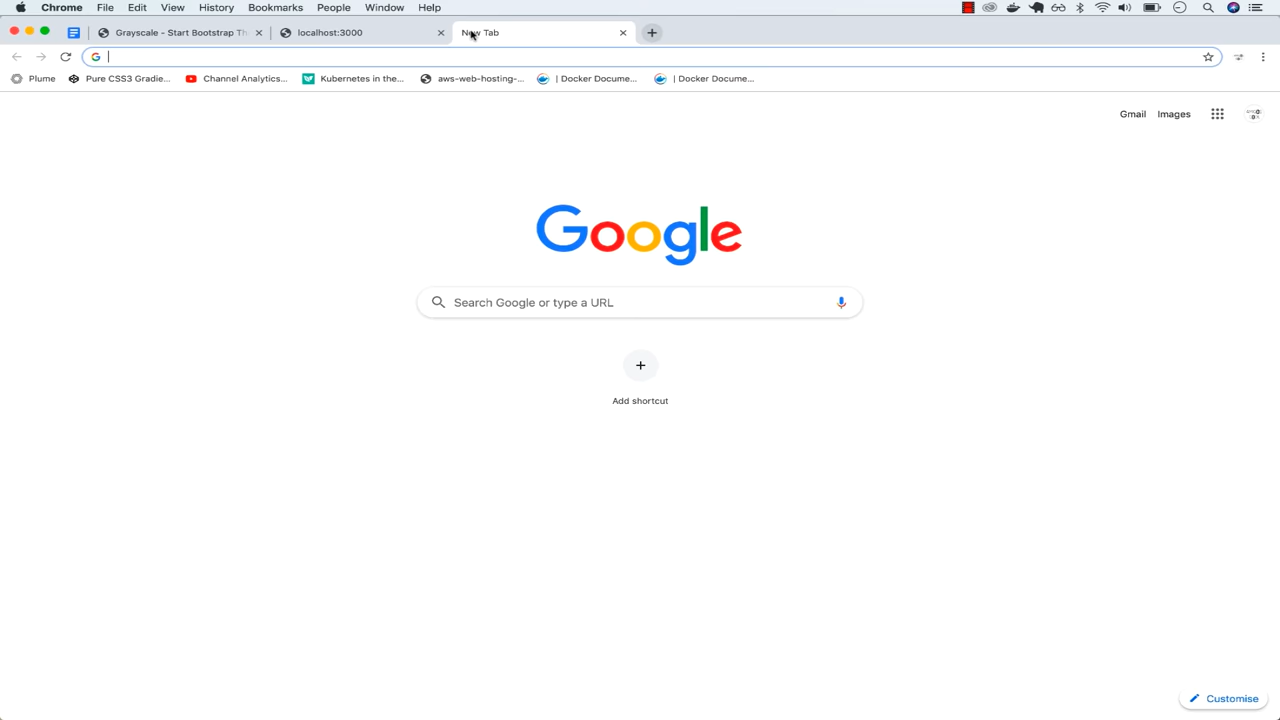 Chrome File Edit View History Bookmarks People Window Help
Grayscale - Start Bootstrap Th localhost:3000 New Tab
Plume Pure CSS3 Gradie... Channel Analytics... Kubernetes in the... aws-web-hosting-... | Docker Docume... | Docker Docume...
Gmail Images
Google
Search Google or type a URL
Add shortcut
Customise